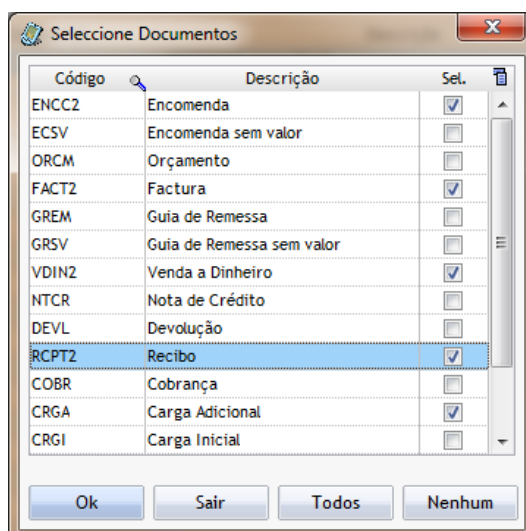 Seleccione Documentos
Código Descrição Sel.
ENCC2 Encomenda
ECSV Encomenda sem valor
ORCM Orçamento
FACT2 Factura
GREM Guia de Remessa
GRSV Guia de Remessa sem valor
VDIN2 Venda a Dinheiro
NTCR Nota de Crédito
DEVL Devolução
RCPT2 Recibo
COBR Cobrança
CRGA Carga Adicional
CRGI Carga Inicial
Ok Sair Todos Nenhum